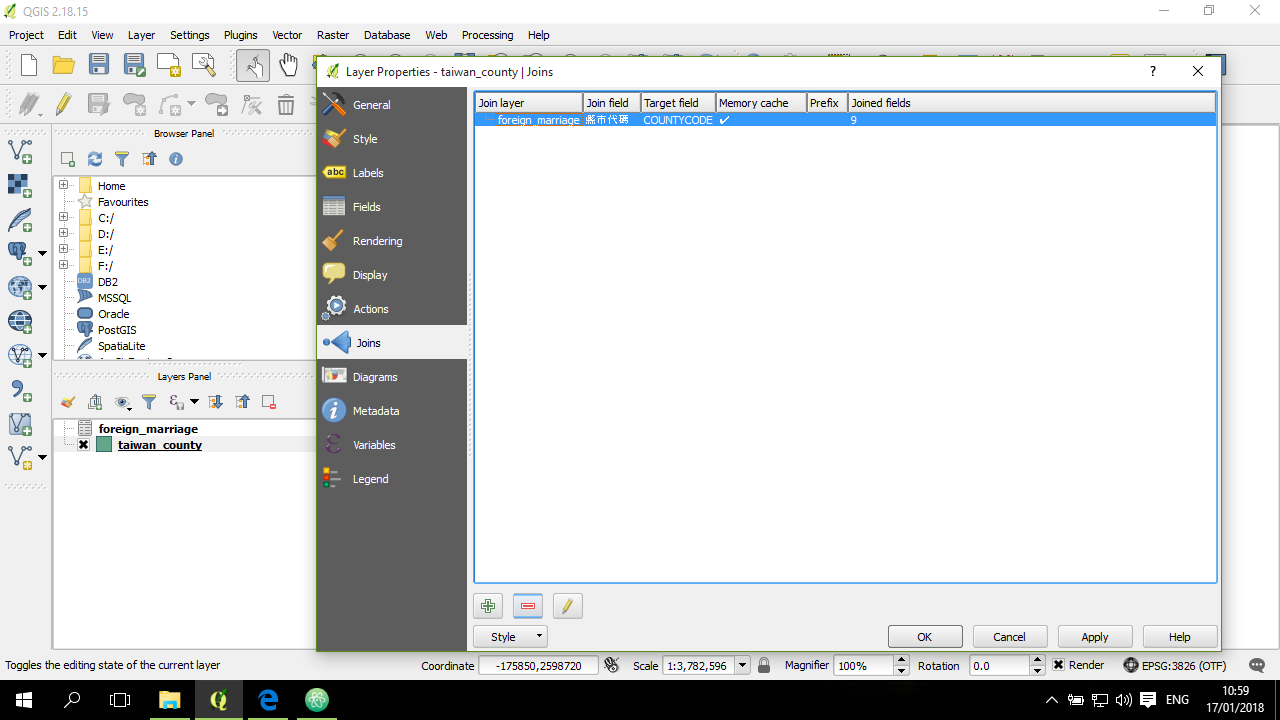 QGIS 2.18.15
Project Edit View Layer Settings Plugins Vector Raster Database Web Processing Help
Layer Properties - taiwan_county | Joins
?
General
Style
abc Labels
Fields
Rendering
Display
Actions
Joins
Diagrams
Metadata
Variables
Legend
Join layer Join field Target field Memory cache Prefix Joined fields
foreign_marriage 縣市代碼 COUNTYCODE 9
Style OK Cancel Apply Help
Browser Panel
Home
Favourites
C:/
D:/
E:/
F:/
DB2 DB2
MSSQL
Oracle
PostGIS
SpatiaLite
Layers Panel
foreign_marriage
taiwan_county
Toggles the editing state of the current layer Coordinate -175850,2598720 Scale 1:3,782,596 Magnifier 100% Rotation 0.0 Render EPSG:3826 (OTF)
ENG
10:59
17/01/2018